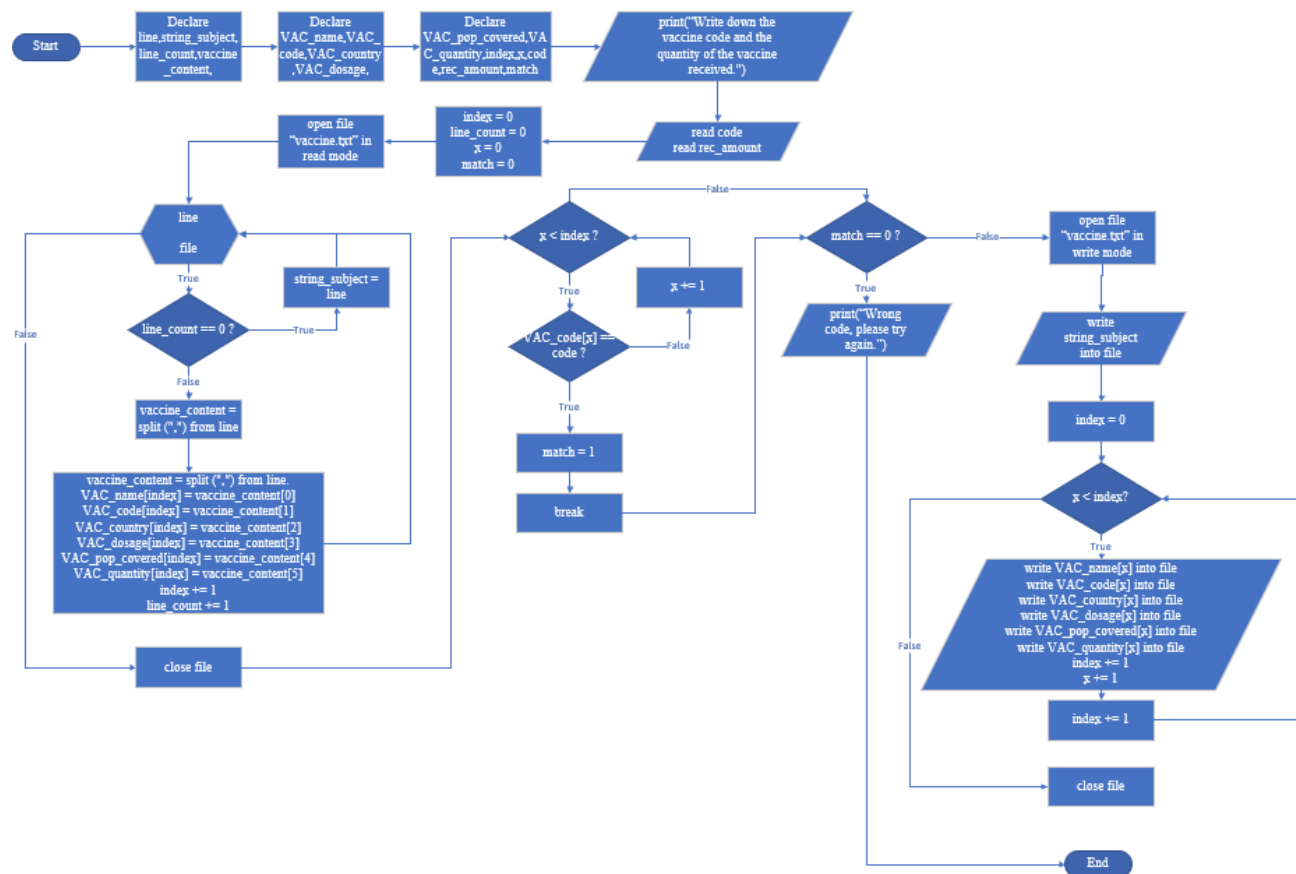 Start
Declare
line,string_subject,
line_count,vaccine
_content,
Declare
VAC_name,VAC_
code,VAC_country
,VAC_dosage,
Declare
VAC_pop_covered,VA
C_quantity,index,x,cod
e,rec_amount,match
print("Write down the
vaccine code and the
quantity of the vaccine
received.")
read code
read rec_amount
index = 0
line_count = 0
x = 0
match = 0
open file
“vaccine.txt” in
read mode
line
file
True
False
line_count == 0 ?
True
string_subject =
line
False
vaccine_content =
split (",") from line
vaccine_content = split (",") from line.
VAC_name[index] = vaccine_content[0]
VAC_code[index] = vaccine_content[1]
VAC_country[index] = vaccine_content[2]
VAC_dosage[index] = vaccine_content[3]
VAC_pop_covered[index] = vaccine_content[4]
VAC_quantity[index] = vaccine_content[5]
index += 1
line_count += 1
close file
x < index ?
False
True
x += 1
VAC_code[x] ==
code ?
False
True
match = 1
break
match == 0 ?
False
True
print("Wrong
code, please try
again.")
open file
“vaccine.txt” in
write mode
write
string_subject
into file
index = 0
x < index?
True
False
write VAC_name[x] into file
write VAC_code[x] into file
write VAC_country[x] into file
write VAC_dosage[x] into file
write VAC_pop_covered[x] into file
write VAC_quantity[x] into file
index += 1
x += 1
index += 1
close file
End